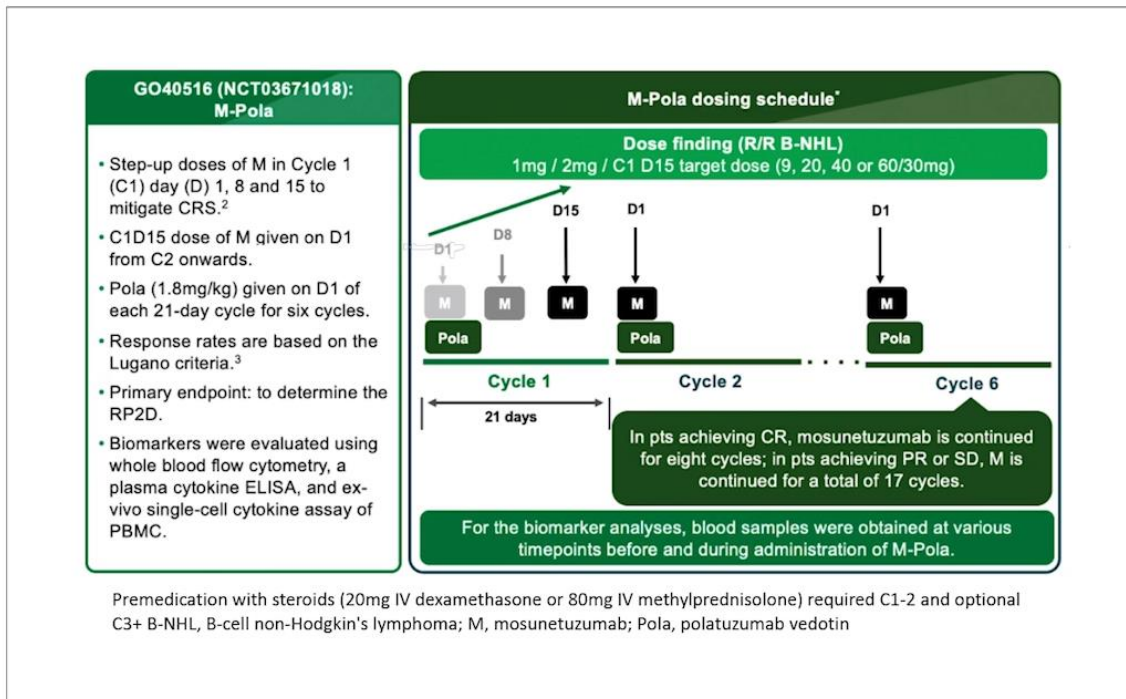 GO40516 (NCT03671018):
M-Pola
• Step-up doses of M in Cycle 1
(C1) day (D) 1, 8 and 15 to
mitigate CRS.²
• C1D15 dose of M given on D1
from C2 onwards.
• Pola (1.8mg/kg) given on D1 of
each 21-day cycle for six cycles.
• Response rates are based on the
Lugano criteria.³
• Primary endpoint: to determine the
RP2D.
• Biomarkers were evaluated using
whole blood flow cytometry, a
plasma cytokine ELISA, and ex-
vivo single-cell cytokine assay of
PBMC.
M-Pola dosing schedule*
Dose finding (R/R B-NHL)
1mg / 2mg / C1 D15 target dose (9, 20, 40 or 60/30mg)
D1 D8 D15 D1 D1
M M M M M
Pola Pola Pola
Cycle 1 Cycle 2 Cycle 6
21 days
In pts achieving CR, mosunetuzumab is continued
for eight cycles; in pts achieving PR or SD, M is
continued for a total of 17 cycles.
For the biomarker analyses, blood samples were obtained at various
timepoints before and during administration of M-Pola.
Premedication with steroids (20mg IV dexamethasone or 80mg IV methylprednisolone) required C1-2 and optional
C3+ B-NHL, B-cell non-Hodgkin's lymphoma; M, mosunetuzumab; Pola, polatuzumab vedotin